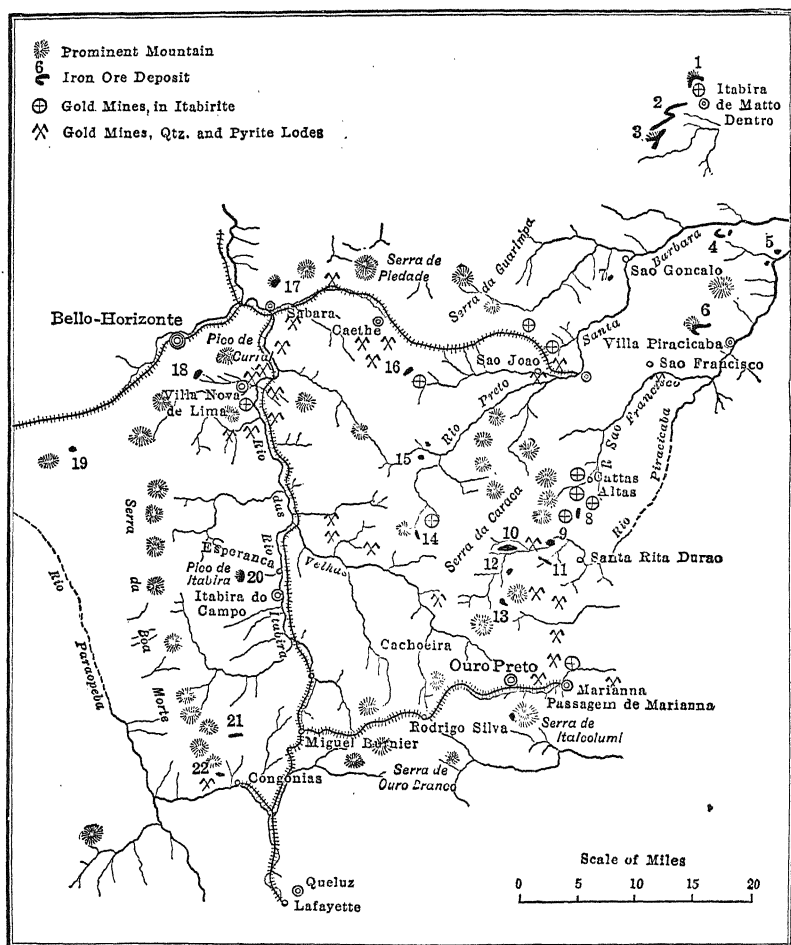 Prominent Mountain
6
Iron Ore Deposit
Gold Mines, in Itabirite
Gold Mines, Qtz. and Pyrite Lodes
1
Itabira
de Matto
Dentro
2
3
Serra de
Piedade
Serra da Guarimpa
Barbara
4
5
7
Sao Goncalo
17
Sabara
Caethe
Santa
6
Bello-Horizonte
Pico de
Curial
Villa Piracicaba
Sao Joao
Sao Francisco
16
18
Villa Nova
de Lima
Rio
Preto
R Sao Francisco
Piracicaba
15
19
Rio
Cattas
Altas
8
Serra
das
Serra da Caraca
14
10
9
Rio
Santa Rita Durao
Esperanca
Rio
Velhas
12
11
Pico de
Itabira
20
da
Itabira do
Campo
13
Rio
Itabira
Boa
Cachoeira
Paraopeba
Ouro Preto
Morte
Marianna
Passagem de Marianna
21
Rodrigo Silva
Serra de
Italcolumi
Miguel Burnier
22
Congonias
Serra de
Ouro Branco
Scale of Miles
0 5 10 15 20
Queluz
Lafayette